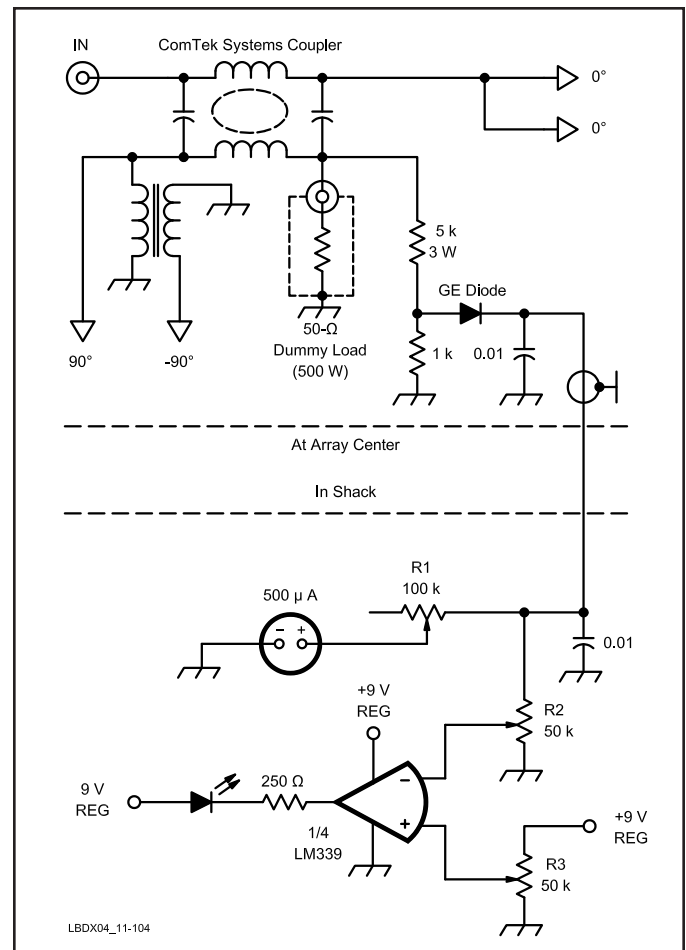 IN
ComTek Systems Coupler
0°
0°
5 k
3 W
GE Diode
90°
-90°
50-Ω
Dummy Load
(500 W)
1 k
0.01
At Array Center
In Shack
R1
100 k
500 µ A
- +
0.01
+9 V
REG
R2
50 k
9 V
REG
250 Ω
-
+
1/4
LM339
+9 V
REG
R3
50 k
LBDX04_11-104